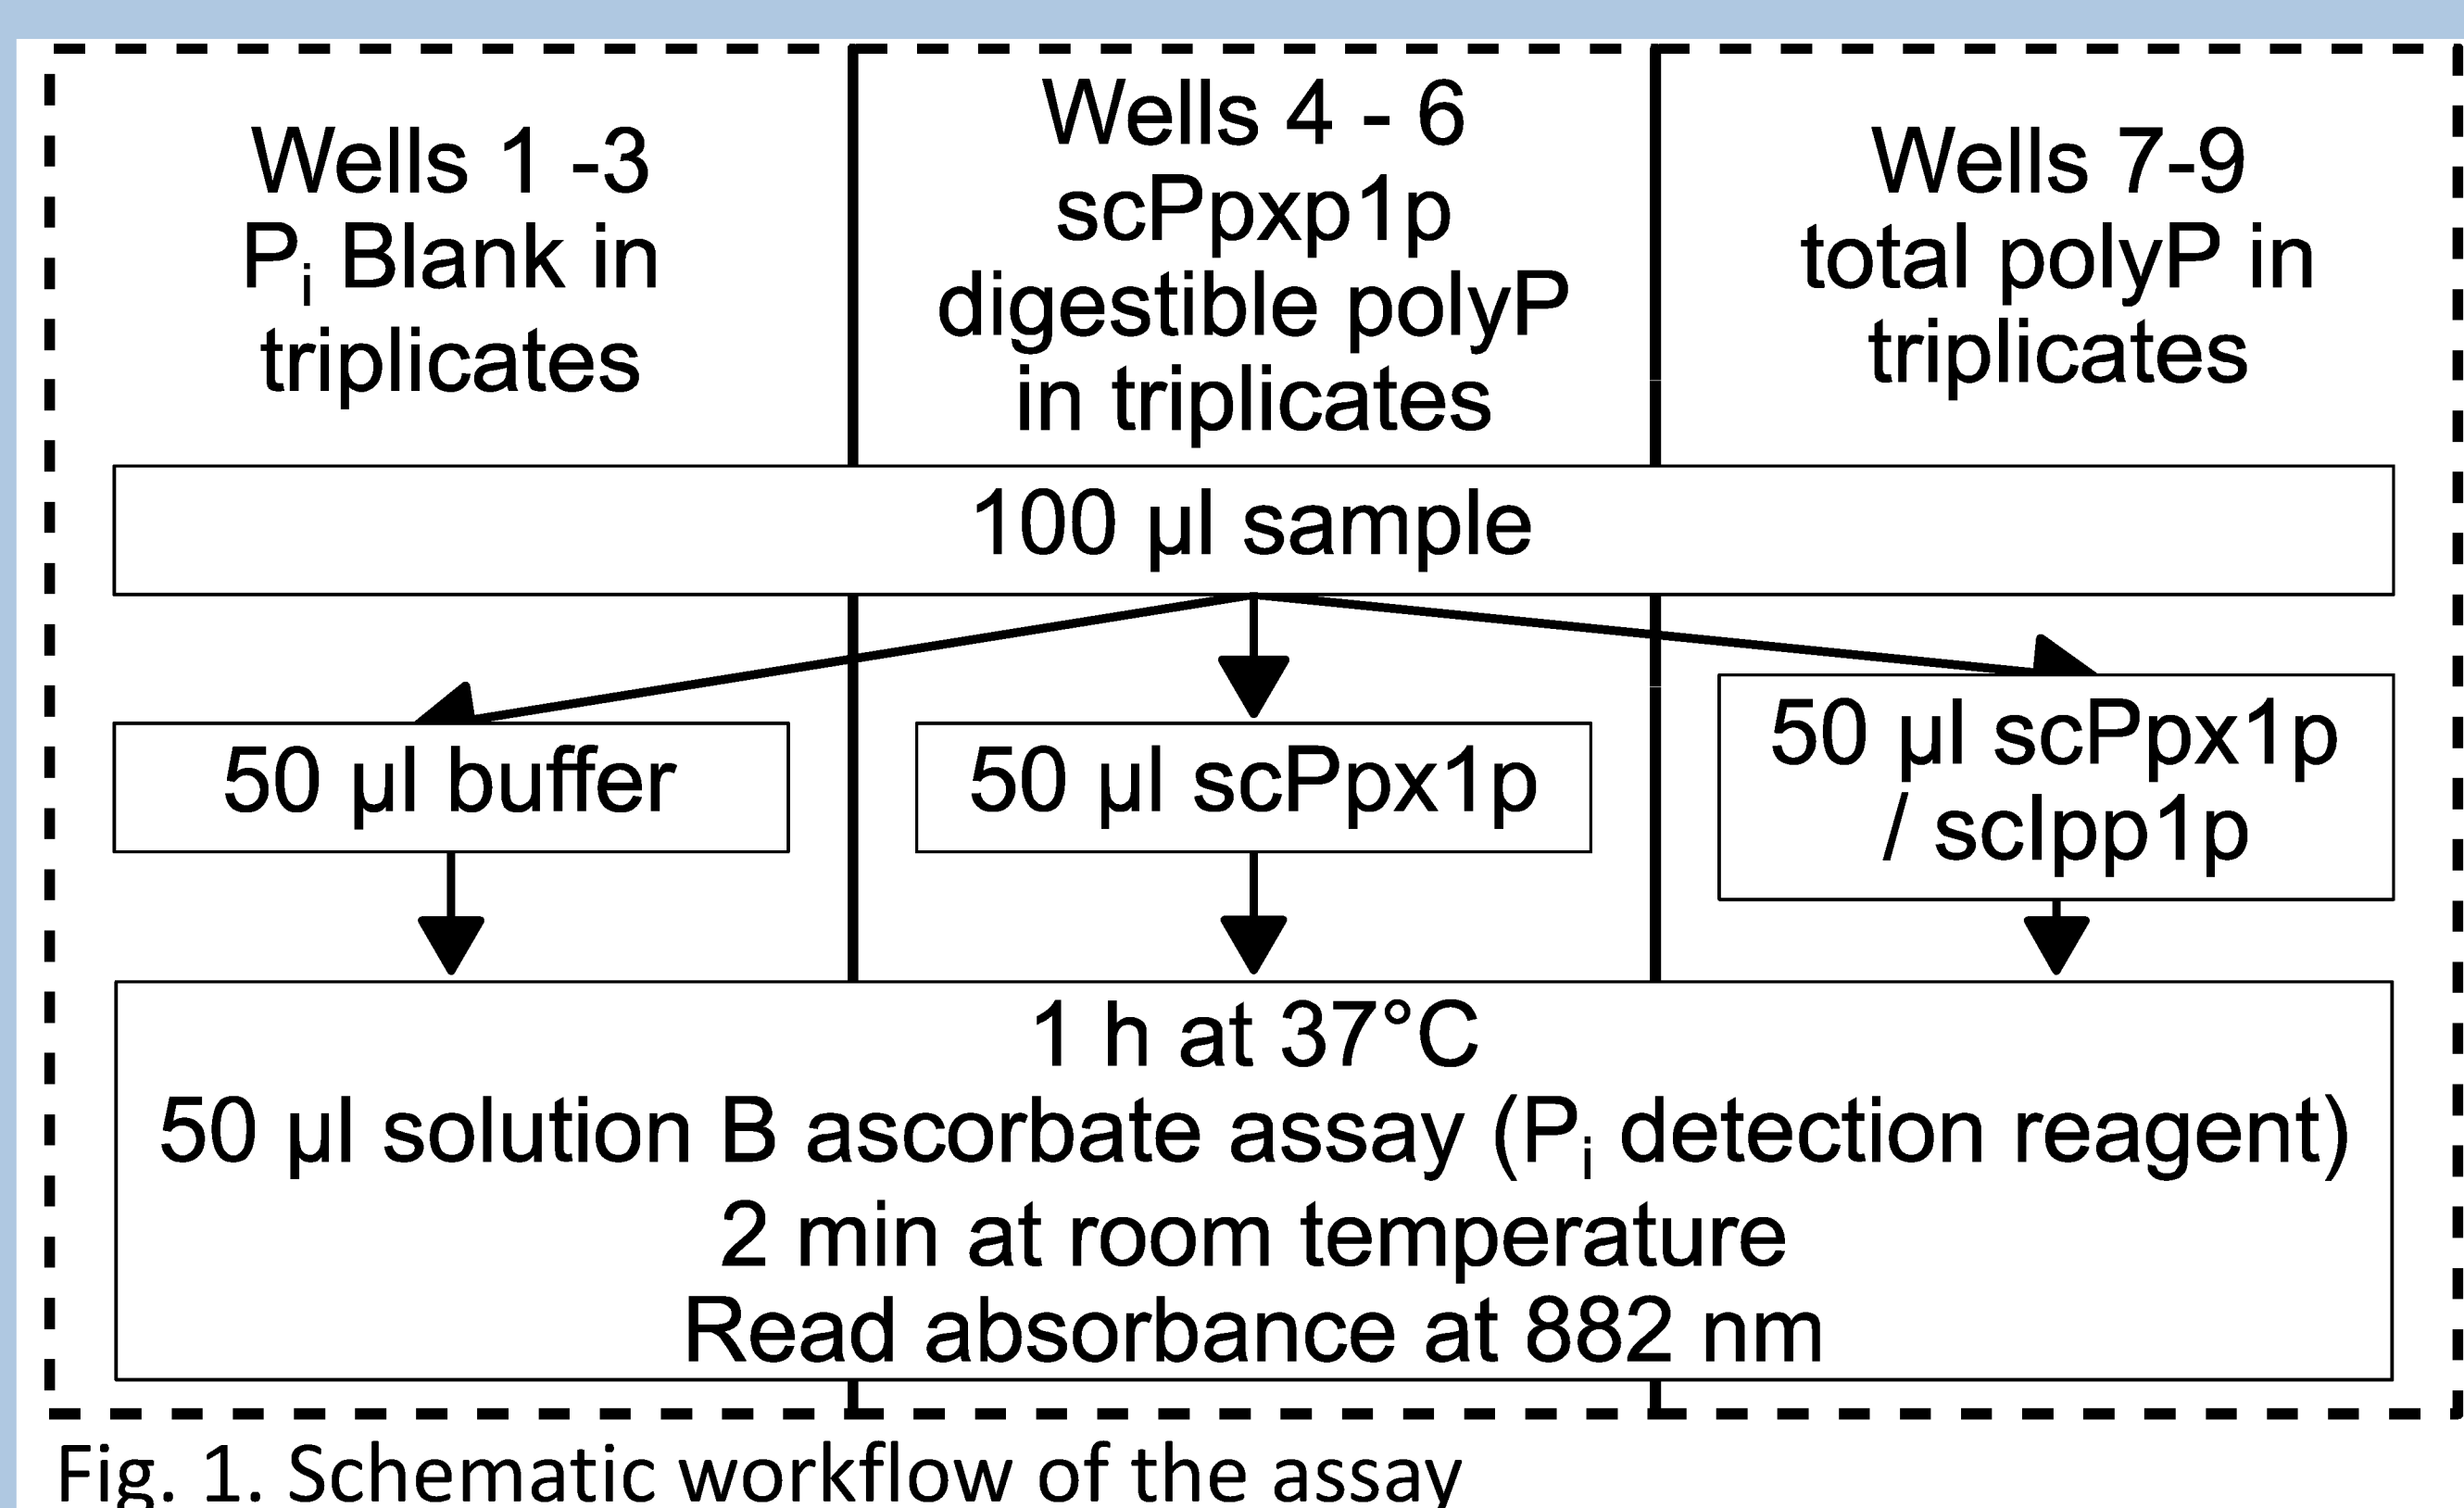 Wells 1 -3
Pi Blank in
triplicates
Wells 4 - 6
scPpxp1p
digestible polyP
in triplicates
Wells 7-9
total polyP in
triplicates
100 µl sample
50 µl buffer
50 µl scPpx1p
50 µl scPpx1p
/ scIpp1p
1 h at 37°C
50 µl solution B ascorbate assay (Pi detection reagent)
2 min at room temperature
Read absorbance at 882 nm
Fig. 1. Schematic workflow of the assay